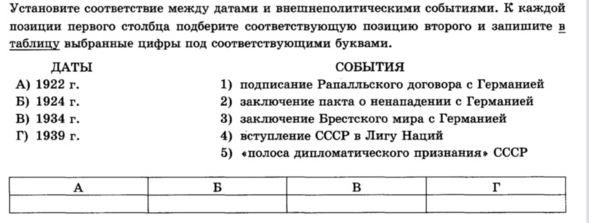 Установите соответствие между датами и внешнеполитическими событиями. К каждой
позиции первого столбца подберите соответствующую позицию второго и запишите в
таблицу выбранные цифры под соответствующими буквами.
ДАТЫ
А) 1922 г.
Б) 1924 г.
В) 1934 г.
Г) 1939 г.
СОБЫТИЯ
1) подписание Рапалльского договора с Германией
2) заключение пакта о ненападении с Германией
3) заключение Брестского мира с Германией
4) вступление СССР в Лигу Наций
5) «полоса дипломатического признания» СССР
А Б В Г